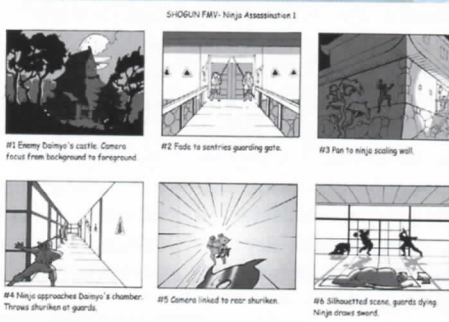 SHOGUN FMV- Ninja Assassination 1
#1 Enemy Daimyo's castle. Camera
focus from background to foreground.
#2 Fade to sentries guarding gate.
#3 Pan to ninja scaling wall.
#4 Ninja approaches Daimyo's chamber.
Throws shuriken at guards.
#5 Camera linked to rear shuriken.
#6 Silhouetted scene, guards dying.
Ninja draws sword.